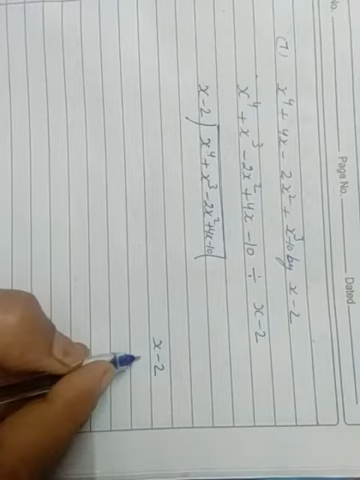 No.
Page No.
Dated
(7.) x⁴ + 4x - 2x² + x³-10 by x - 2
x⁴ + x³ - 2x² + 4x - 10 ÷ x - 2
x-2) x⁴ + x³ - 2x² + 4x - 10 (
x - 2